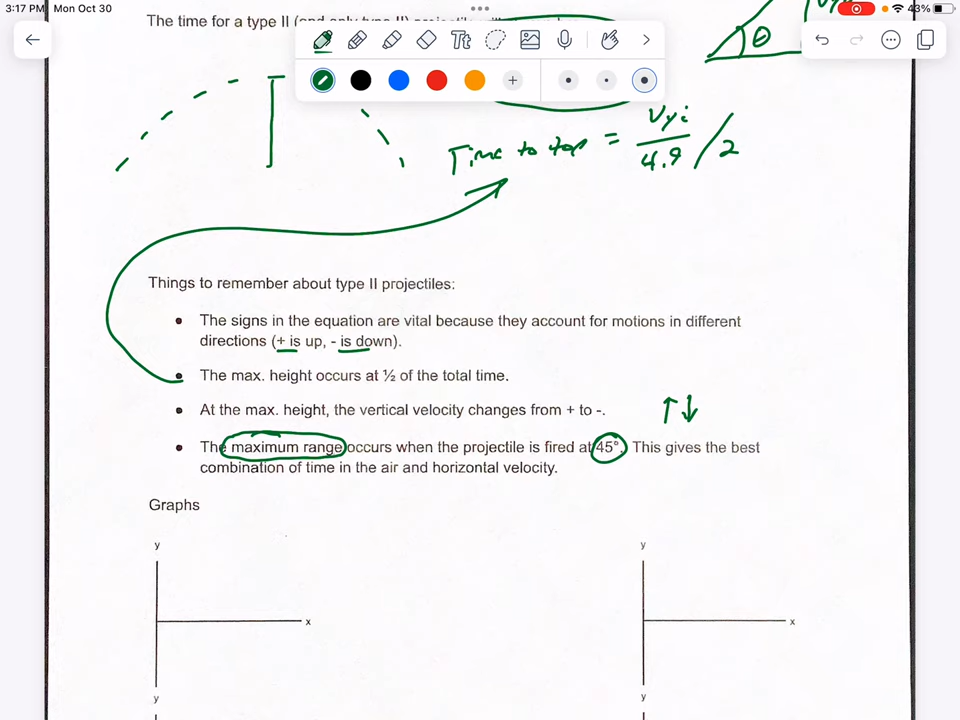 3:17 PM Mon Oct 30
43%
The time for a type II
Tt
θ
Time to top = Vyi / 4.9 / 2
Things to remember about type II projectiles:
• The signs in the equation are vital because they account for motions in different
directions (+ is up, - is down).
• The max. height occurs at ½ of the total time.
• At the max. height, the vertical velocity changes from + to -.
• The maximum range occurs when the projectile is fired at 45°. This gives the best
combination of time in the air and horizontal velocity.
Graphs
y
y
x
x
y
y